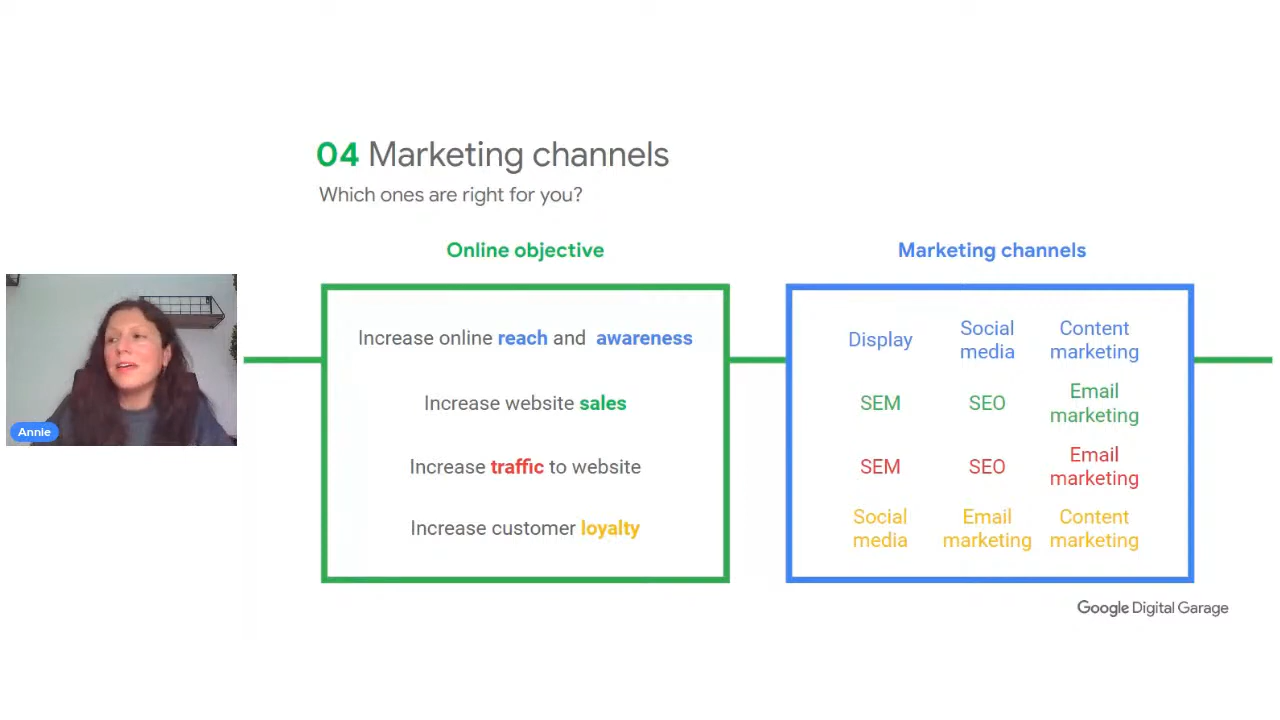 04 Marketing channels
Which ones are right for you?
Online objective
Increase online reach and awareness
Increase website sales
Increase traffic to website
Increase customer loyalty
Marketing channels
Display
Social
media
Content
marketing
SEM
SEO
Email
marketing
SEM
SEO
Email
marketing
Social
media
Email
marketing
Content
marketing
Annie
Google Digital Garage